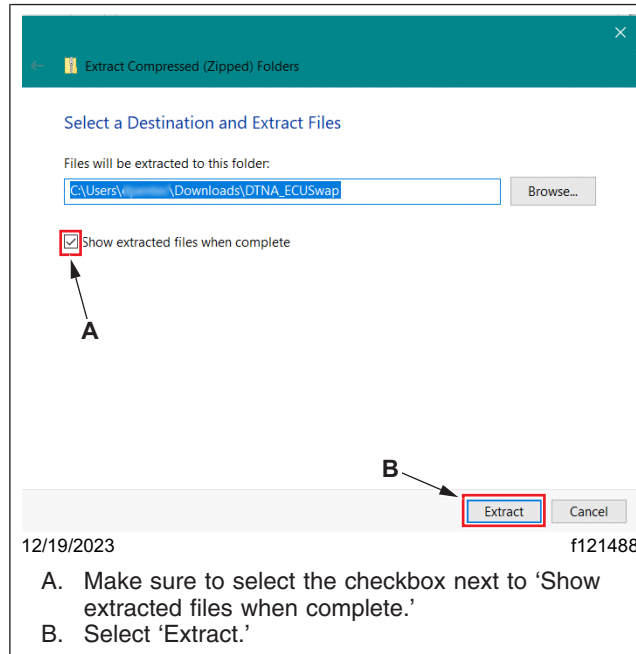 Extract Compressed (Zipped) Folders
Select a Destination and Extract Files
Files will be extracted to this folder:
C:\Users\ \Downloads\DTNA_ECUSwap
Browse...
Show extracted files when complete
A
B
Extract
Cancel
12/19/2023
f121488
A. Make sure to select the checkbox next to ‘Show
extracted files when complete.’
B. Select ‘Extract.’